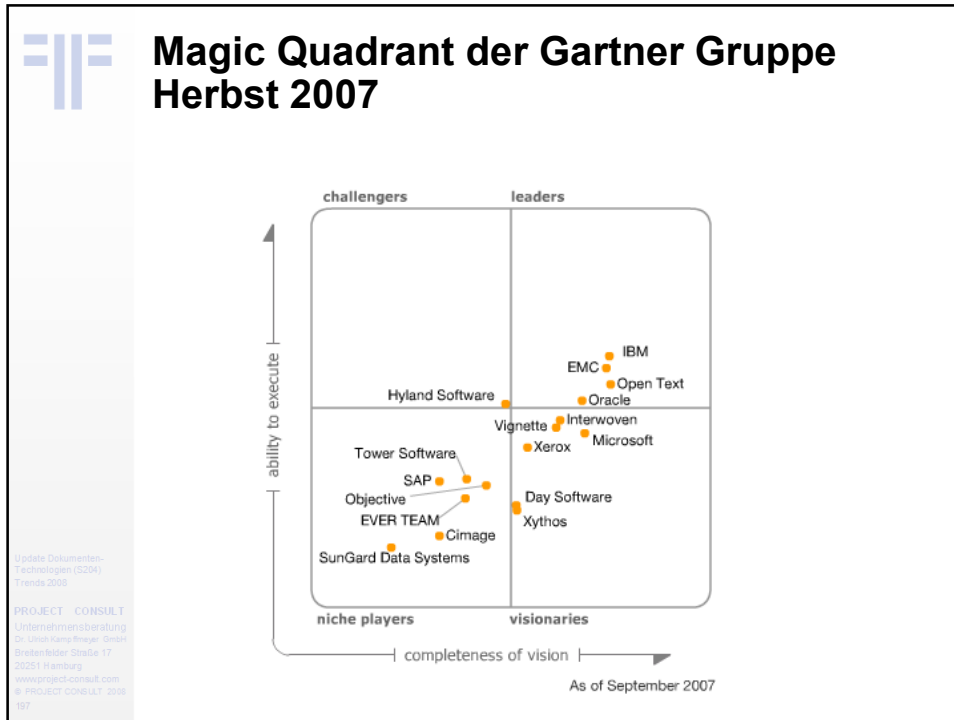 Magic Quadrant der Gartner Gruppe
Herbst 2007
challengers
leaders
ability to execute
IBM
EMC
Open Text
Hyland Software
Oracle
Interwoven
Vignette
Microsoft
Xerox
Tower Software
SAP
Objective
Day Software
EVER TEAM
Xythos
Cimage
SunGard Data Systems
niche players
visionaries
completeness of vision
As of September 2007
Update Dokumenten-
Technologien (S204)
Trends 2008
PROJECT CONSULT
Unternehmensberatung
Dr. Ulrich Kampffmeyer GmbH
Breitenfelder Straße 17
20251 Hamburg
www.project-consult.com
© PROJECT CONSULT 2008
197